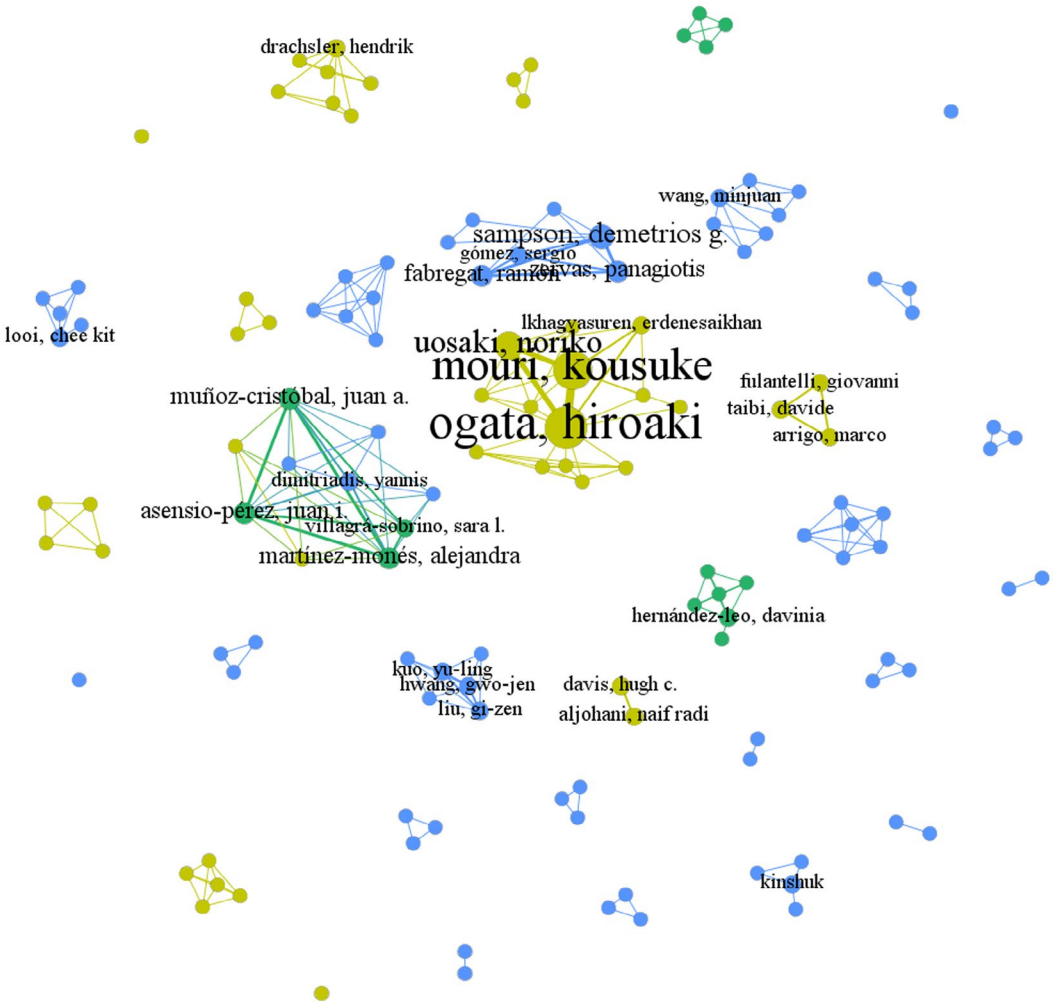 drachsler, hendrik
wang, minjuan
sampson, demetrios g.
gómez, sergio
fabregat, ramon
zervas, panagiotis
looi, chee kit
lkhagvasuren, erdenesaikhan
uosaki, noriko
mouri, kousuke
ogata, hiroaki
fulantelli, giovanni
taibi, davide
arrigo, marco
muñoz-cristóbal, juan a.
dimitriadis, yannis
asensio-pérez, juan i.
villagrá-sobrino, sara l.
martínez-monés, alejandra
hernández-leo, davinia
kuo, yu-ling
hwang, gwo-jen
liu, gi-zen
davis, hugh c.
aljohani, naif radi
kinshuk